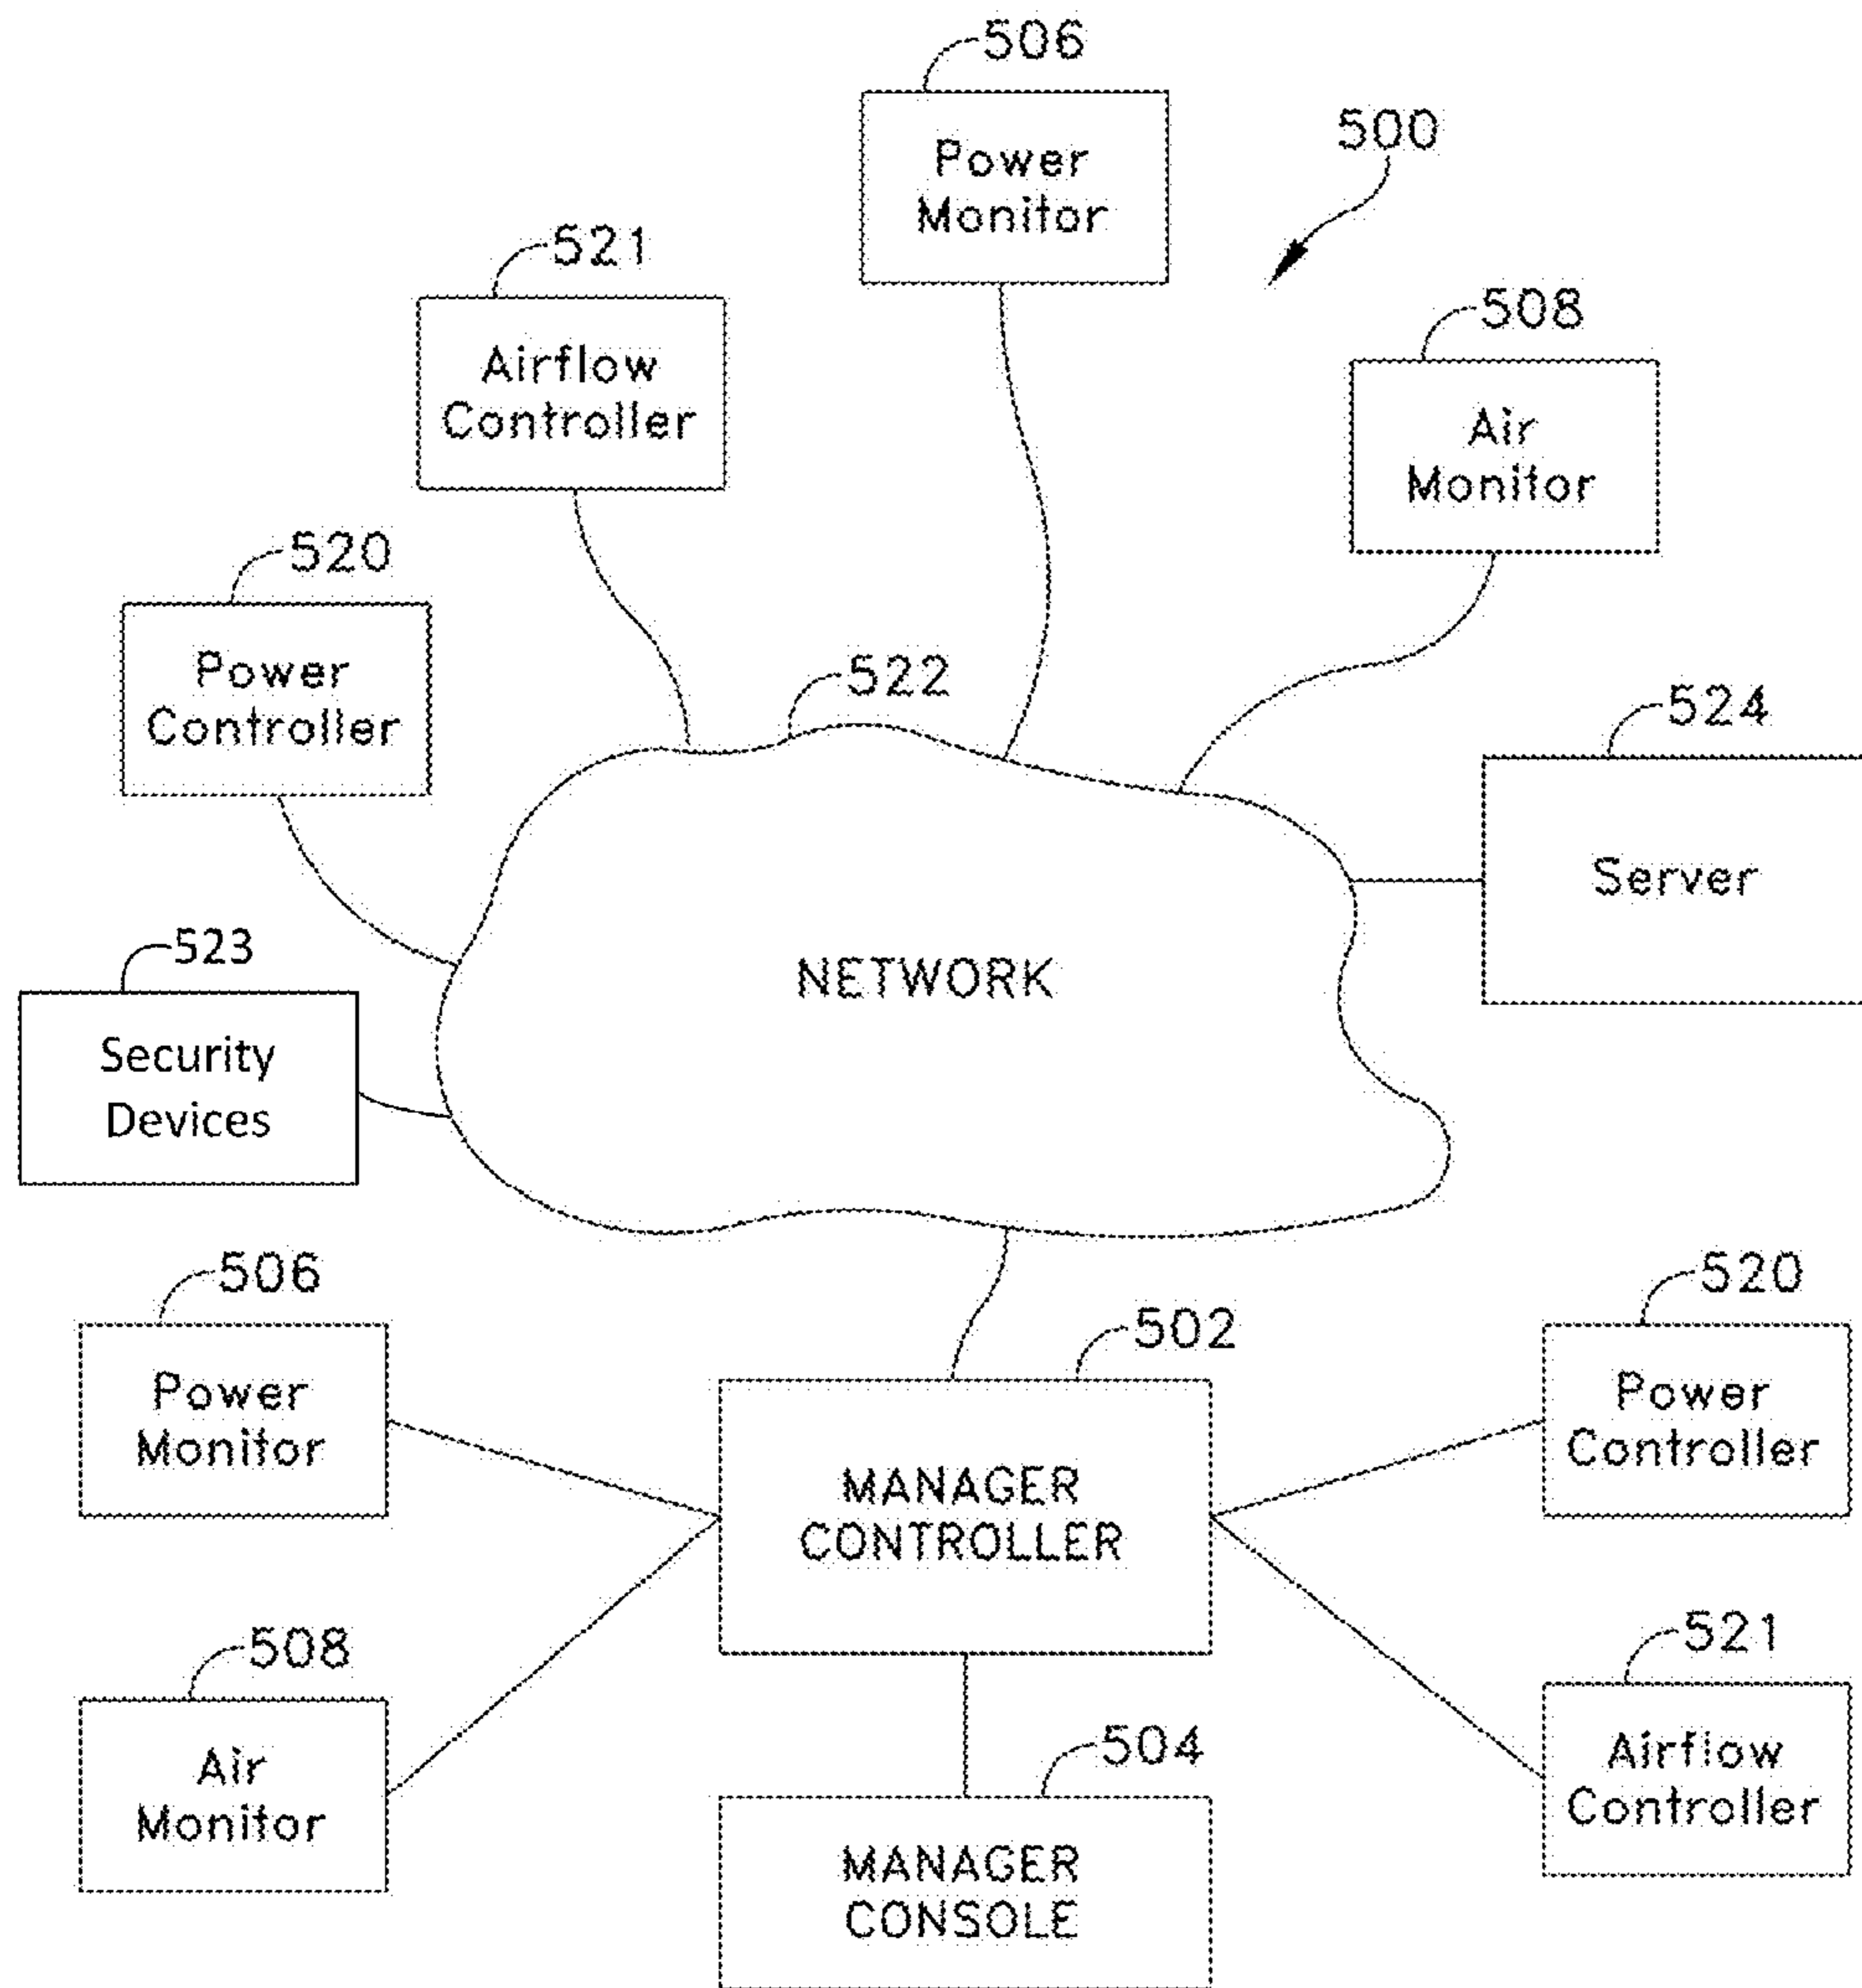 506
500
Power
Monitor
521
508
Airflow
Controller
Air
Monitor
520
522
524
Power
Controller
Server
523
NETWORK
Security
Devices
506
520
502
Power
Monitor
Power
Controller
MANAGER
CONTROLLER
508
521
504
Air
Monitor
Airflow
Controller
MANAGER
CONSOLE